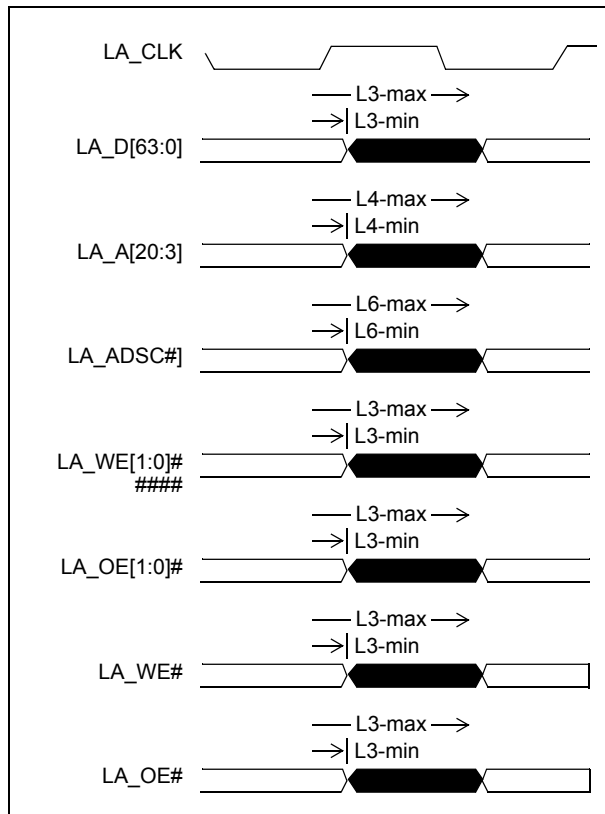 LA_CLK
L3-max
L3-min
LA_D[63:0]
L4-max
L4-min
LA_A[20:3]
L6-max
L6-min
LA_ADSC#]
L3-max
L3-min
LA_WE[1:0]#
####
L3-max
L3-min
LA_OE[1:0]#
L3-max
L3-min
LA_WE#
L3-max
L3-min
LA_OE#